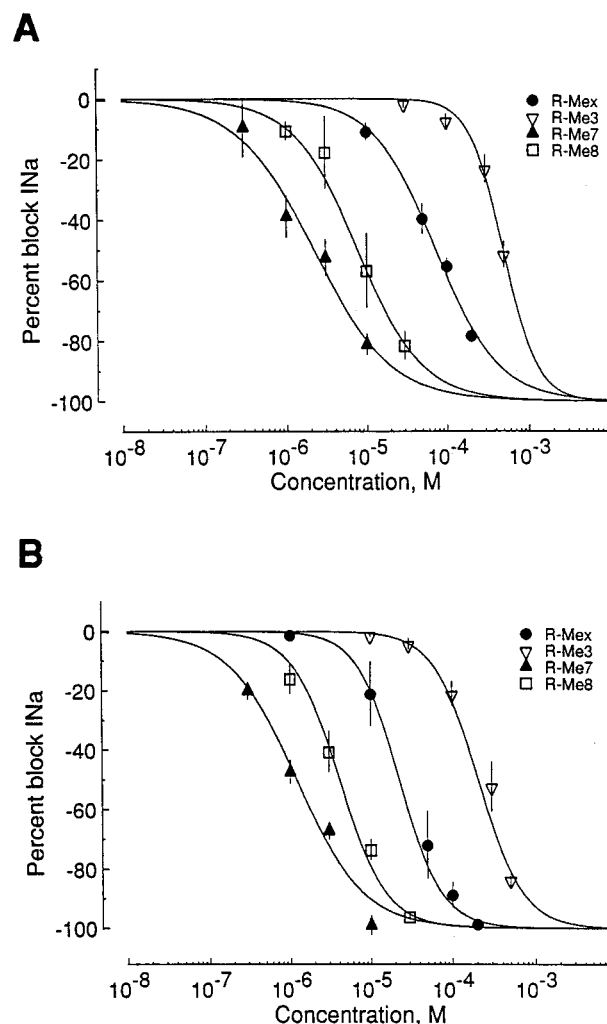 A
Percent block INa
0
-20
-40
-60
-80
-100
R-Mex
R-Me3
R-Me7
R-Me8
10-8 10-7 10-6 10-5 10-4 10-3
Concentration, M
B
Percent block INa
0
-20
-40
-60
-80
-100
R-Mex
R-Me3
R-Me7
R-Me8
10-8 10-7 10-6 10-5 10-4 10-3
Concentration, M